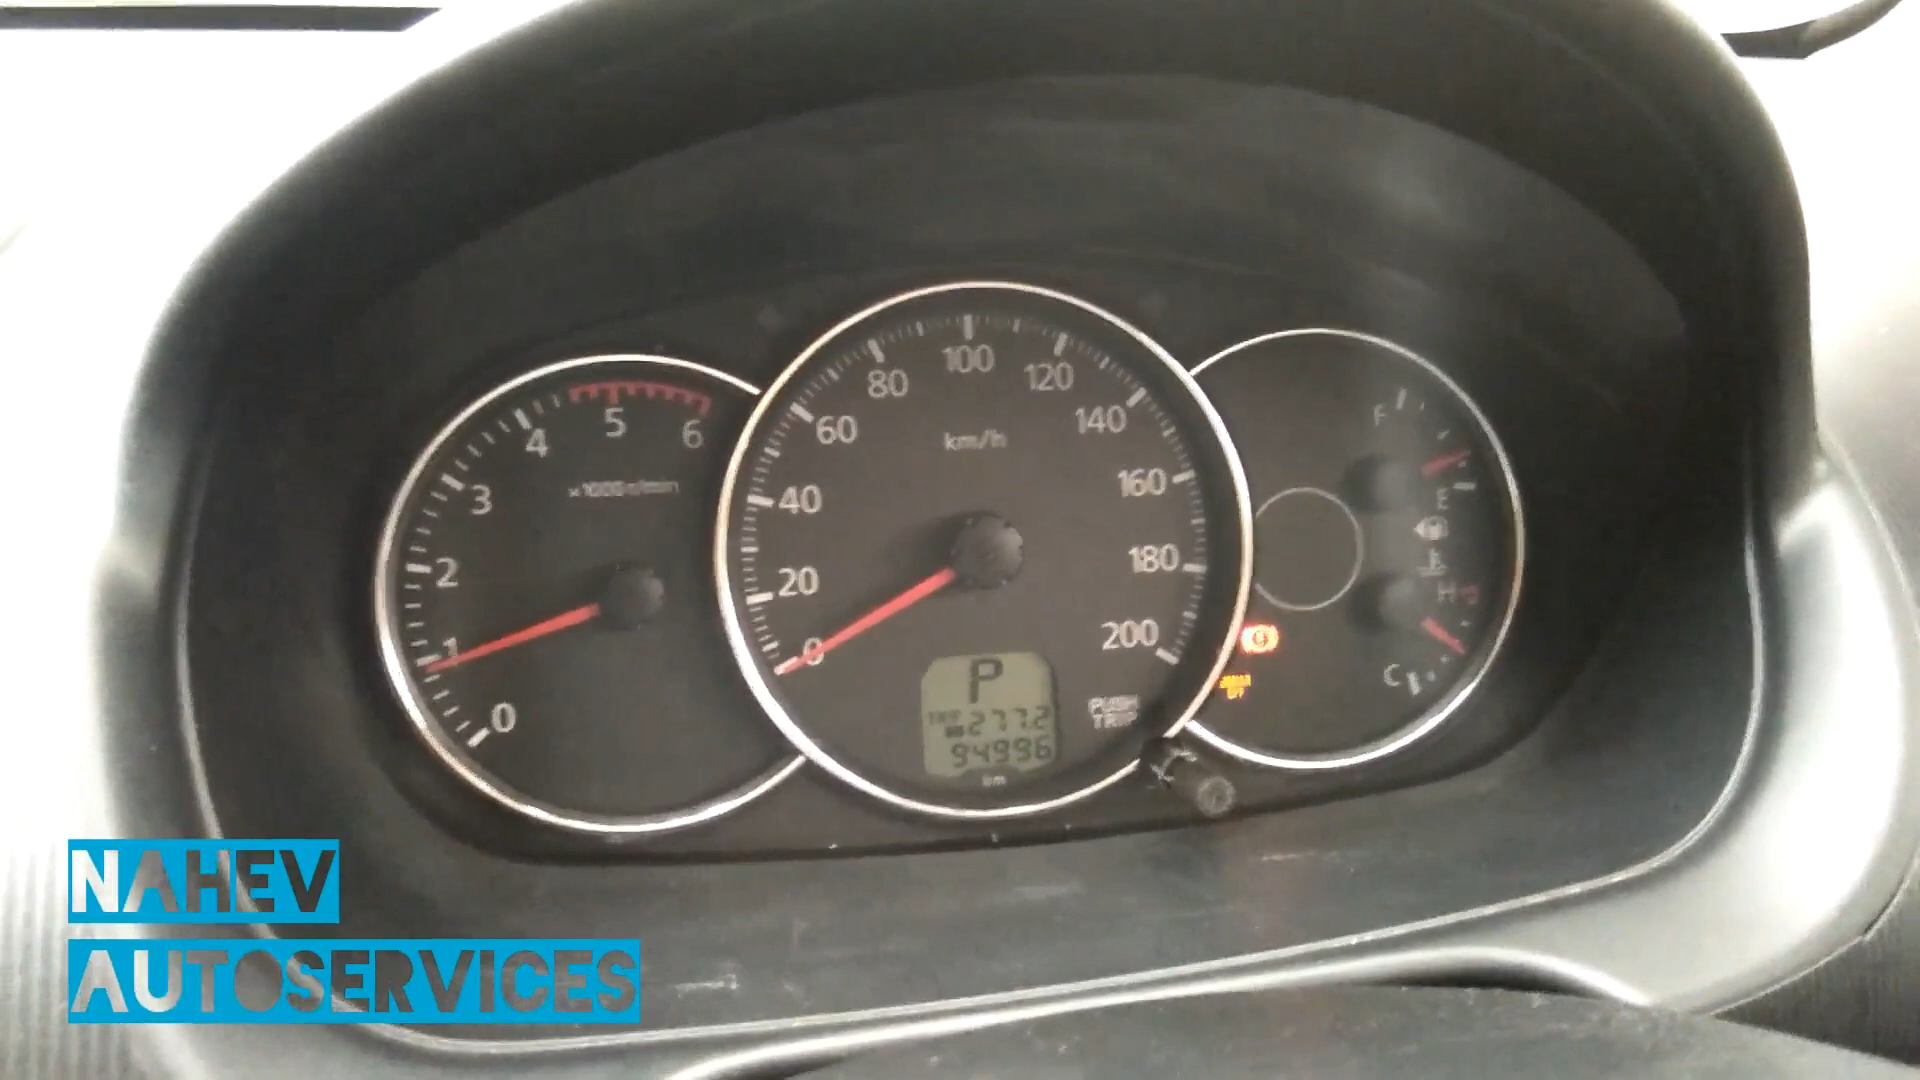 6
5
4
3
2
1
0
×1000 r/min
100
120
80
140
60
km/h
160
40
180
20
200
0
P
TRIP 277.2
94996
km
PUSH
TRIP
F
E
H
C
OFF
NAHEV
AUTOSERVICES